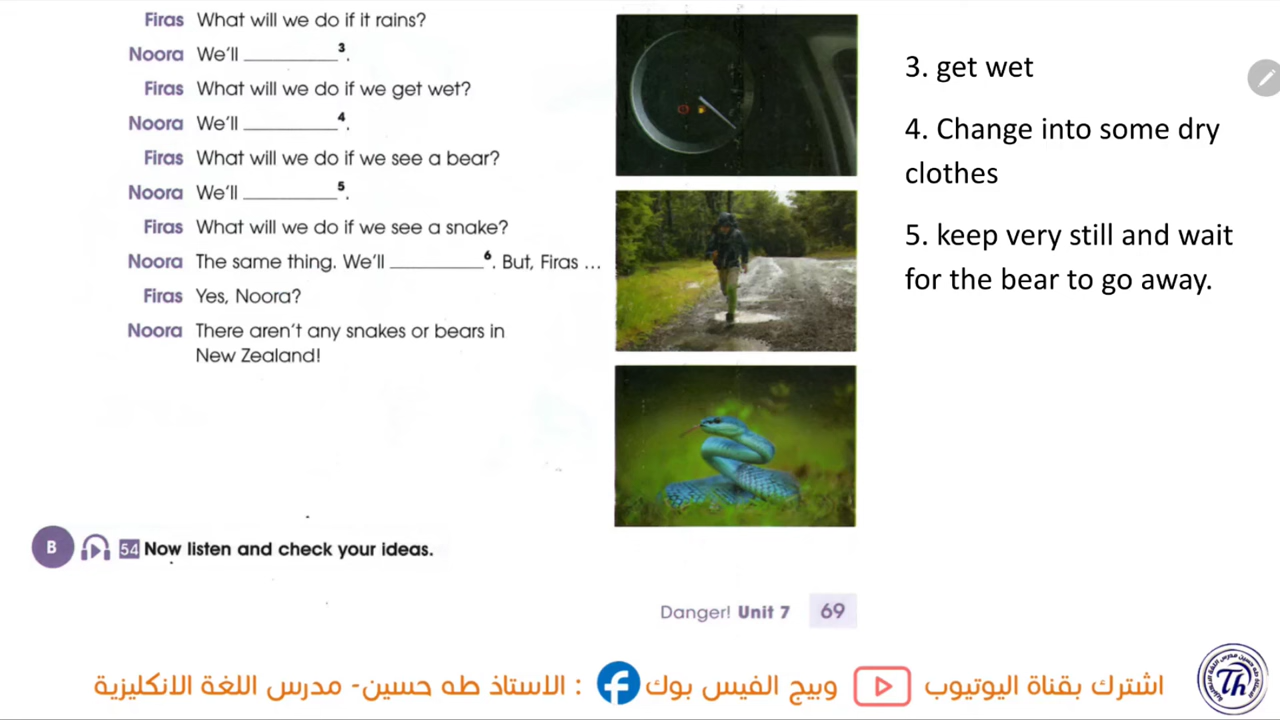 Firas What will we do if it rains?
Noora We'll __________³.
Firas What will we do if we get wet?
Noora We'll __________⁴.
Firas What will we do if we see a bear?
Noora We'll __________⁵.
Firas What will we do if we see a snake?
Noora The same thing. We'll __________⁶. But, Firas ...
Firas Yes, Noora?
Noora There aren't any snakes or bears in
New Zealand!
B 54 Now listen and check your ideas.
Danger! Unit 7 69
3. get wet
4. Change into some dry
clothes
5. keep very still and wait
for the bear to go away.
اشترك بقناة اليوتيوب وبيج الفيس بوك : الاستاذ طه حسين- مدرس اللغة الانكليزية
Th